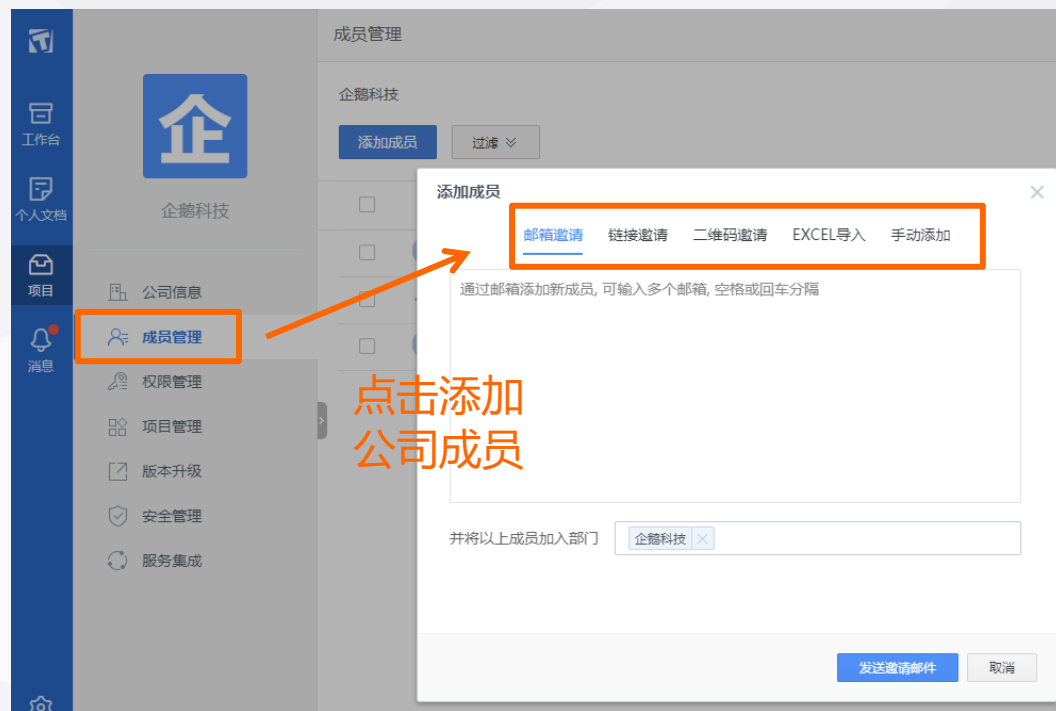 成员管理
工作台
个人文档
项目
消息
企
企鹅科技
公司信息
成员管理
权限管理
项目管理
版本升级
安全管理
服务集成
企鹅科技
添加成员
过滤
点击添加
公司成员
添加成员
邮箱邀请 链接邀请 二维码邀请 EXCEL导入 手动添加
通过邮箱添加新成员, 可输入多个邮箱, 空格或回车分隔
并将以上成员加入部门 企鹅科技
发送邀请邮件 取消